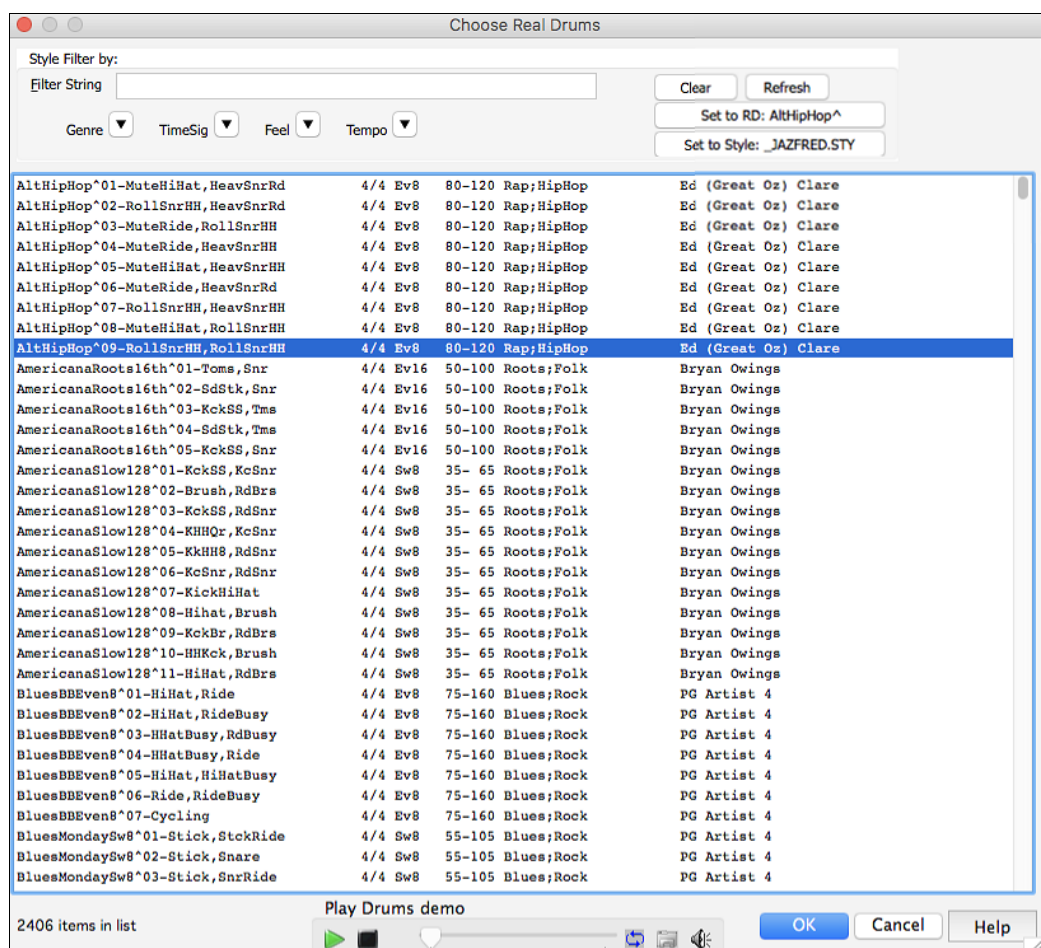 Choose Real Drums
Style Filter by:
Filter String
Clear
Refresh
Genre
TimeSig
Feel
Tempo
Set to RD: AltHipHop^
Set to Style: _JAZFRED.STY
AltHipHop^01-MuteHiHat,HeavSnrRd 4/4 Ev8 80-120 Rap;HipHop Ed (Great Oz) Clare
AltHipHop^02-RollSnrHH,HeavSnrRd 4/4 Ev8 80-120 Rap;HipHop Ed (Great Oz) Clare
AltHipHop^03-MuteRide,RollSnrHH 4/4 Ev8 80-120 Rap;HipHop Ed (Great Oz) Clare
AltHipHop^04-MuteRide,HeavSnrHH 4/4 Ev8 80-120 Rap;HipHop Ed (Great Oz) Clare
AltHipHop^05-MuteHiHat,HeavSnrHH 4/4 Ev8 80-120 Rap;HipHop Ed (Great Oz) Clare
AltHipHop^06-MuteRide,HeavSnrRd 4/4 Ev8 80-120 Rap;HipHop Ed (Great Oz) Clare
AltHipHop^07-RollSnrHH,HeavSnrHH 4/4 Ev8 80-120 Rap;HipHop Ed (Great Oz) Clare
AltHipHop^08-MuteHiHat,RollSnrHH 4/4 Ev8 80-120 Rap;HipHop Ed (Great Oz) Clare
AltHipHop^09-RollSnrHH,RollSnrHH 4/4 Ev8 80-120 Rap;HipHop Ed (Great Oz) Clare
AmericanaRoots16th^01-Toms,Snr 4/4 Ev16 50-100 Roots;Folk Bryan Owings
AmericanaRoots16th^02-SdStk,Snr 4/4 Ev16 50-100 Roots;Folk Bryan Owings
AmericanaRoots16th^03-KckSS,Tms 4/4 Ev16 50-100 Roots;Folk Bryan Owings
AmericanaRoots16th^04-SdStk,Tms 4/4 Ev16 50-100 Roots;Folk Bryan Owings
AmericanaRoots16th^05-KckSS,Snr 4/4 Ev16 50-100 Roots;Folk Bryan Owings
AmericanaSlow128^01-KckSS,KcSnr 4/4 Sw8 35- 65 Roots;Folk Bryan Owings
AmericanaSlow128^02-Brush,RdBrs 4/4 Sw8 35- 65 Roots;Folk Bryan Owings
AmericanaSlow128^03-KckSS,RdSnr 4/4 Sw8 35- 65 Roots;Folk Bryan Owings
AmericanaSlow128^04-KHHQr,KcSnr 4/4 Sw8 35- 65 Roots;Folk Bryan Owings
AmericanaSlow128^05-KkHH8,RdSnr 4/4 Sw8 35- 65 Roots;Folk Bryan Owings
AmericanaSlow128^06-KcSnr,RdSnr 4/4 Sw8 35- 65 Roots;Folk Bryan Owings
AmericanaSlow128^07-KickHiHat 4/4 Sw8 35- 65 Roots;Folk Bryan Owings
AmericanaSlow128^08-Hihat,Brush 4/4 Sw8 35- 65 Roots;Folk Bryan Owings
AmericanaSlow128^09-KckBr,RdBrs 4/4 Sw8 35- 65 Roots;Folk Bryan Owings
AmericanaSlow128^10-HHKck,Brush 4/4 Sw8 35- 65 Roots;Folk Bryan Owings
AmericanaSlow128^11-HiHat,RdBrs 4/4 Sw8 35- 65 Roots;Folk Bryan Owings
BluesBBEven8^01-HiHat,Ride 4/4 Ev8 75-160 Blues;Rock PG Artist 4
BluesBBEven8^02-HiHat,RideBusy 4/4 Ev8 75-160 Blues;Rock PG Artist 4
BluesBBEven8^03-HHatBusy,RdBusy 4/4 Ev8 75-160 Blues;Rock PG Artist 4
BluesBBEven8^04-HHatBusy,Ride 4/4 Ev8 75-160 Blues;Rock PG Artist 4
BluesBBEven8^05-HiHat,HiHatBusy 4/4 Ev8 75-160 Blues;Rock PG Artist 4
BluesBBEven8^06-Ride,RideBusy 4/4 Ev8 75-160 Blues;Rock PG Artist 4
BluesBBEven8^07-Cycling 4/4 Ev8 75-160 Blues;Rock PG Artist 4
BluesMondaySw8^01-Stick,StckRide 4/4 Sw8 55-105 Blues;Rock PG Artist 4
BluesMondaySw8^02-Stick,Snare 4/4 Sw8 55-105 Blues;Rock PG Artist 4
BluesMondaySw8^03-Stick,SnrRide 4/4 Sw8 55-105 Blues;Rock PG Artist 4
Play Drums demo
2406 items in list
OK
Cancel
Help